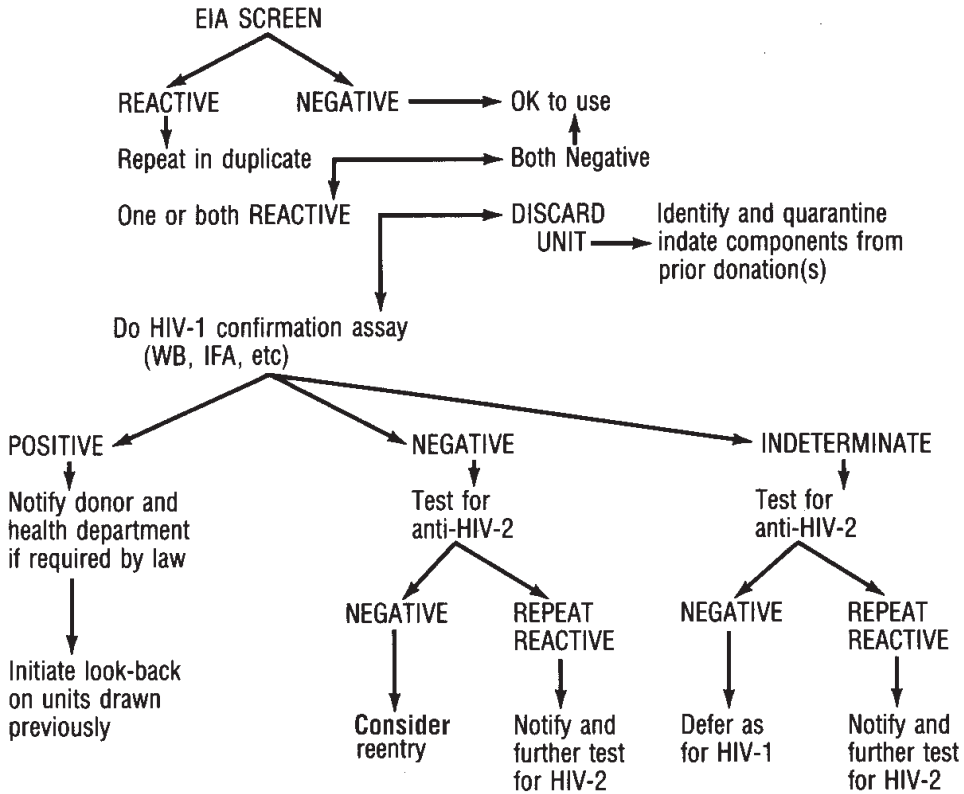 EIA SCREEN
REACTIVE
NEGATIVE
OK to use
Repeat in duplicate
Both Negative
One or both REACTIVE
DISCARD
UNIT
Identify and quarantine
indate components from
prior donation(s)
Do HIV-1 confirmation assay
(WB, IFA, etc)
POSITIVE
Notify donor and
health department
if required by law
Initiate look-back
on units drawn
previously
NEGATIVE
Test for
anti-HIV-2
NEGATIVE
Consider
reentry
REPEAT
REACTIVE
Notify and
further test
for HIV-2
INDETERMINATE
Test for
anti-HIV-2
NEGATIVE
Defer as
for HIV-1
REPEAT
REACTIVE
Notify and
further test
for HIV-2